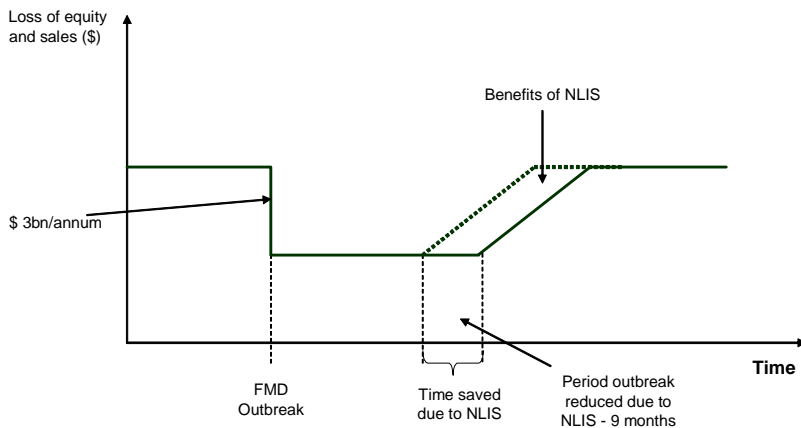 Loss of equity
and sales ($)
Benefits of NLIS
$ 3bn/annum
Time
FMD
Outbreak
Time saved
due to NLIS
Period outbreak
reduced due to
NLIS - 9 months